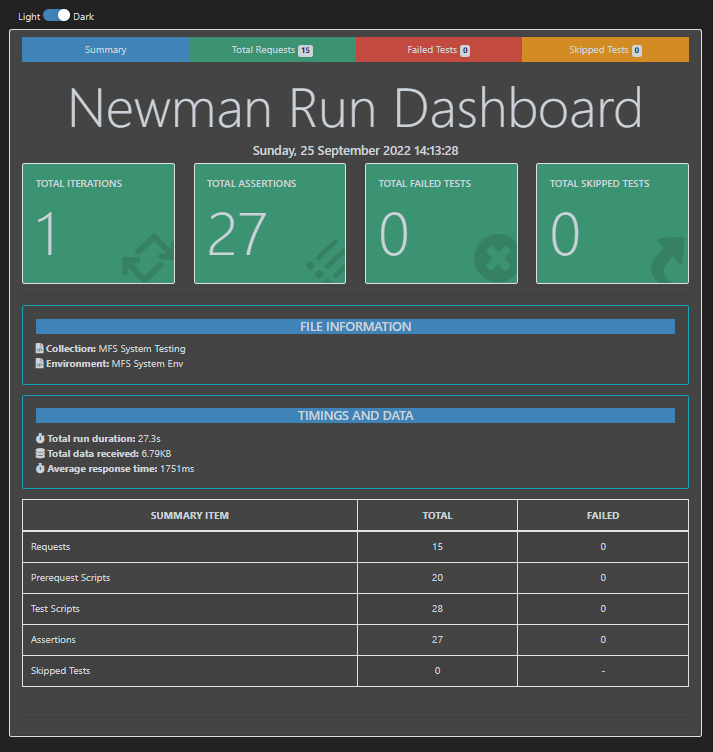 Light Dark
Summary Total Requests 15 Failed Tests 0 Skipped Tests 0
Newman Run Dashboard
Sunday, 25 September 2022 14:13:28
TOTAL ITERATIONS TOTAL ASSERTIONS TOTAL FAILED TESTS TOTAL SKIPPED TESTS
1 27 0 0
FILE INFORMATION
Collection: MFS System Testing
Environment: MFS System Env
TIMINGS AND DATA
Total run duration: 27.3s
Total data received: 6.79KB
Average response time: 1751ms
SUMMARY ITEM TOTAL FAILED
Requests 15 0
Prerequest Scripts 20 0
Test Scripts 28 0
Assertions 27 0
Skipped Tests 0 -